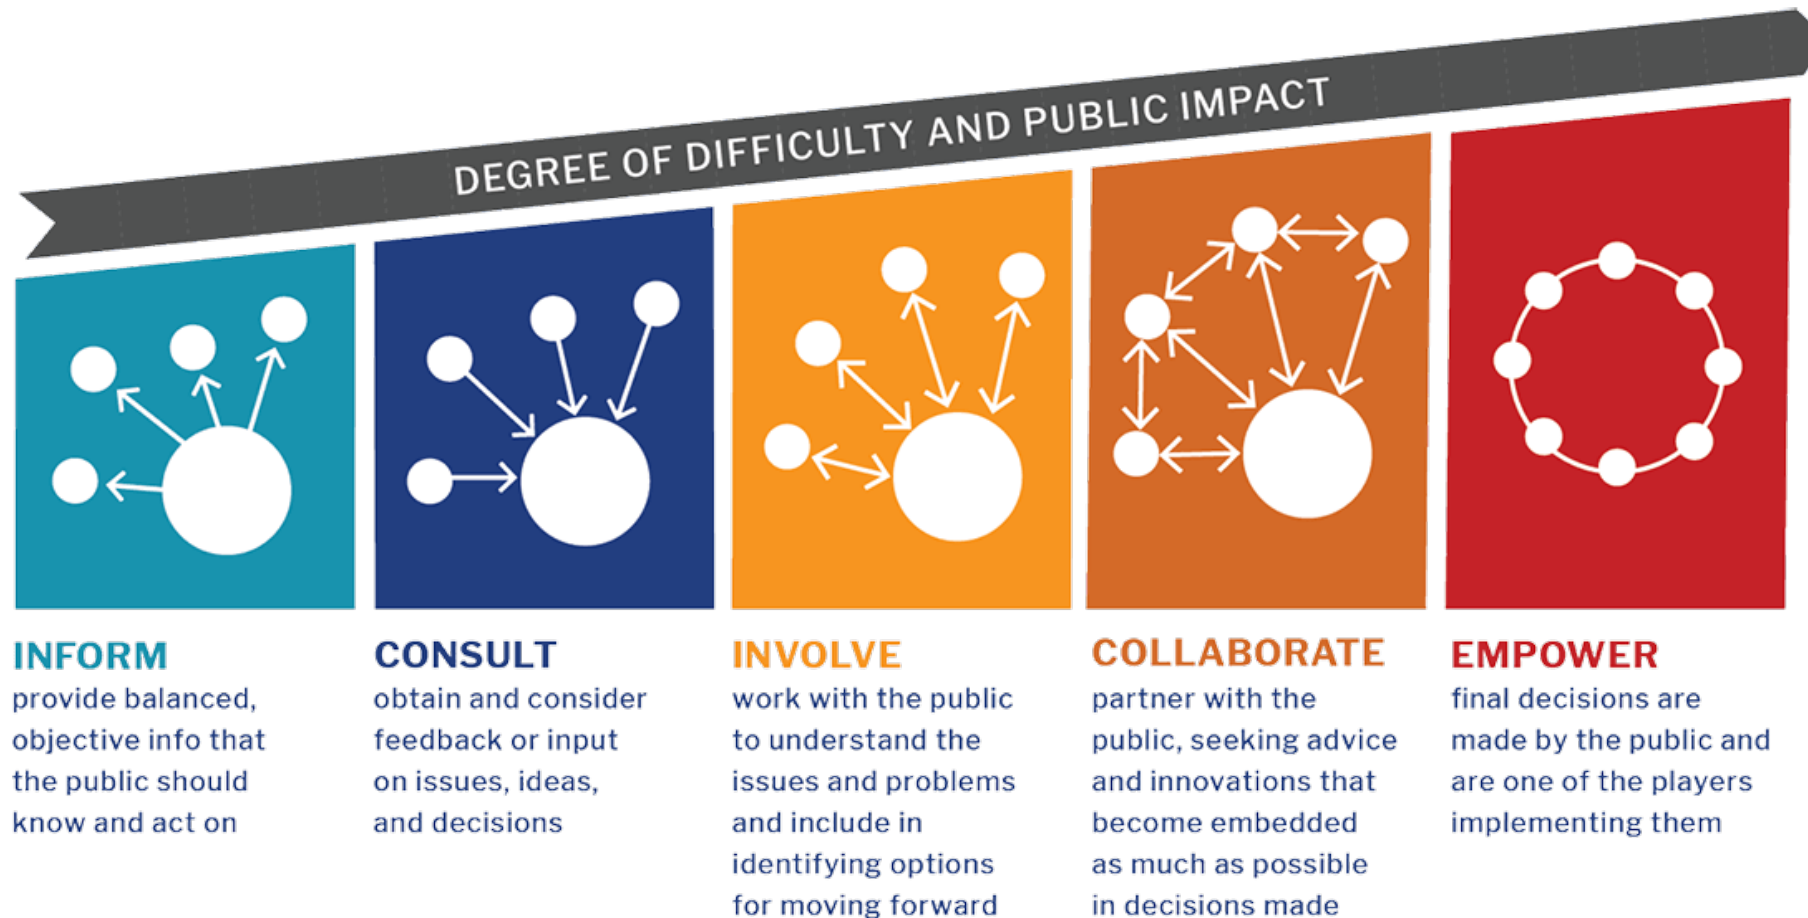 DEGREE OF DIFFICULTY AND PUBLIC IMPACT
INFORM
provide balanced,
objective info that
the public should
know and act on
CONSULT
obtain and consider
feedback or input
on issues, ideas,
and decisions
INVOLVE
work with the public
to understand the
issues and problems
and include in
identifying options
for moving forward
COLLABORATE
partner with the
public, seeking advice
and innovations that
become embedded
as much as possible
in decisions made
EMPOWER
final decisions are
made by the public and
are one of the players
implementing them